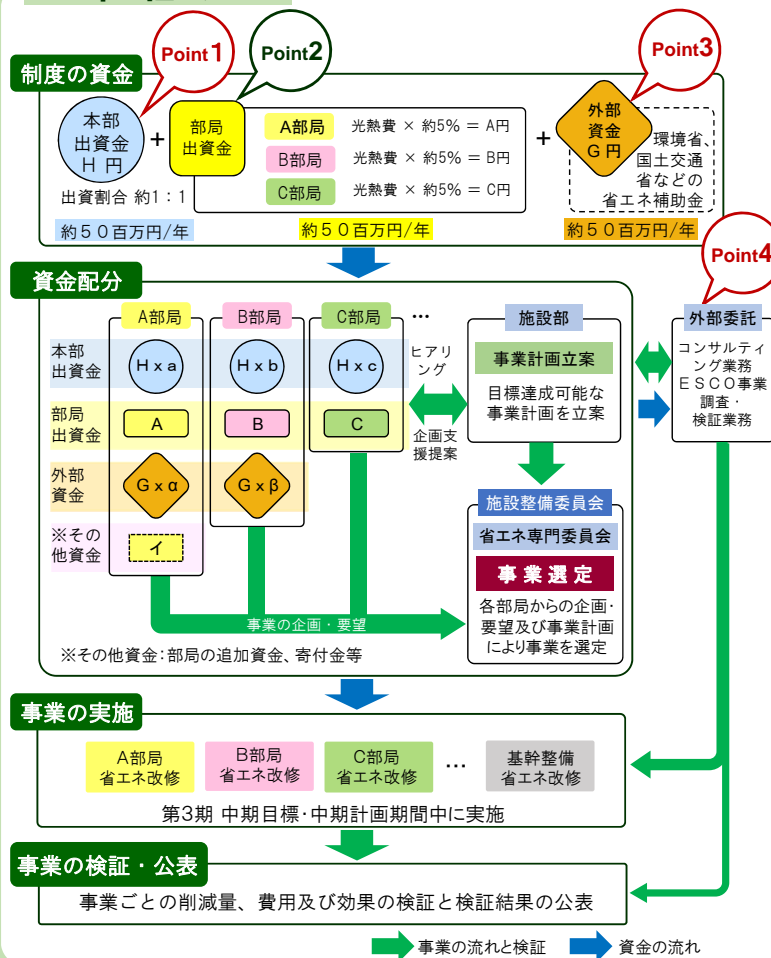 Point1
Point2
Point3
制度の資金
本部
出資金
H 円
+
部局
出資金
A部局 光熱費 × 約5% = A円
B部局 光熱費 × 約5% = B円
C部局 光熱費 × 約5% = C円
+
外部
資金
G 円
環境省、
国土交通
省などの
省エネ補助金
出資割合 約1:1
約50百万円/年
約50百万円/年
約50百万円/年
Point4
資金配分
A部局
B部局
C部局
…
本部
出資金
H x a
H x b
H x c
部局
出資金
A
B
C
外部
資金
G x α
G x β
※その
他資金
イ
ヒアリ
ング
企画支
援提案
施設部
事業計画立案
目標達成可能な
事業計画を立案
外部委託
コンサルティ
ング業務
ESCO事業
調査・
検証業務
施設整備委員会
省エネ専門委員会
事業選定
各部局からの企画・
要望及び事業計画
により事業を選定
事業の企画・要望
※その他資金:部局の追加資金、寄付金等
事業の実施
A部局
省エネ改修
B部局
省エネ改修
C部局
省エネ改修
…
基幹整備
省エネ改修
第3期 中期目標・中期計画期間中に実施
事業の検証・公表
事業ごとの削減量、費用及び効果の検証と検証結果の公表
事業の流れと検証
資金の流れ